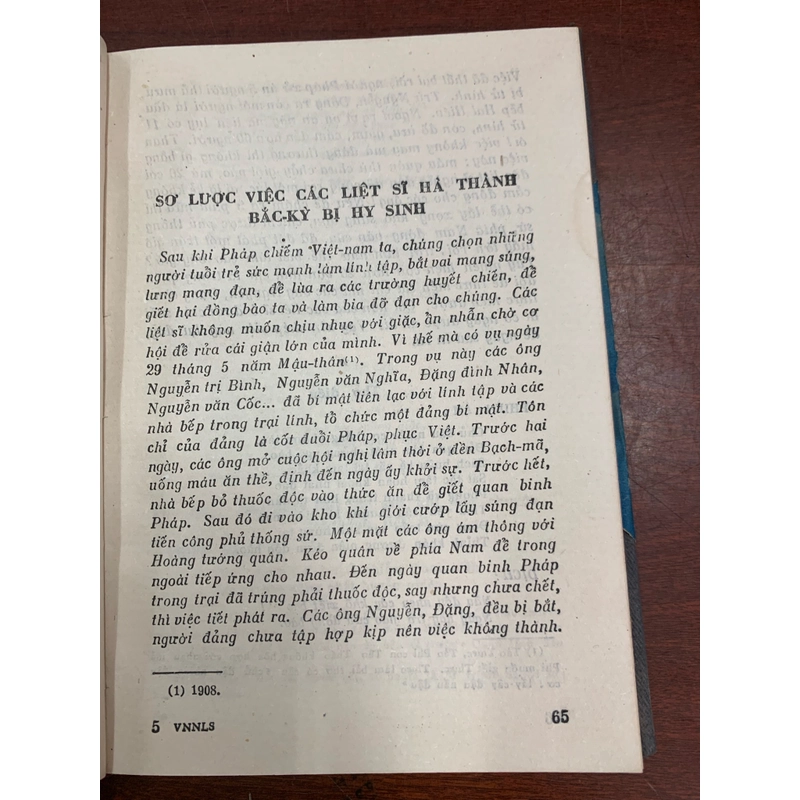 SƠ LƯỢC VIỆC CÁC LIỆT SĨ HÀ THÀNH
BẮC-KỲ BỊ HY SINH
Sau khi Pháp chiếm Việt-nam ta, chúng chọn những
người tuổi trẻ sức mạnh làm lính tập, bắt vai mang súng,
lưng mang đạn, để lùa ra các trường huyết chiến, để
giết hại đồng bào ta và làm bia đỡ đạn cho chúng. Các
liệt sĩ không muốn chịu nhục với giặc, ẩn nhẫn chờ cơ
hội để rửa cái giận lớn của mình. Vì thế mà có vụ ngày
29 tháng 5 năm Mậu-thân(1). Trong vụ này các ông
Nguyễn trị Bình, Nguyễn văn Nghĩa, Đặng đình Nhân,
Nguyễn văn Cốc... đã bí mật liên lạc với lính tập và các
nhà bếp trong trại lính, tổ chức một đảng bí mật. Tôn
chỉ của đảng là cốt đuổi Pháp, phục Việt. Trước hai
ngày, các ông mở cuộc hội nghị lâm thời ở đền Bạch-mã,
uống máu ăn thề, định đến ngày ấy khởi sự. Trước hết,
nhà bếp bỏ thuốc độc vào thức ăn để giết quan binh
Pháp. Sau đó đi vào kho khí giới cướp lấy súng đạn
tiến công phủ thống sứ. Một mặt các ông ám thông với
Hoàng tướng quân. Kéo quân về phía Nam để trong
ngoài tiếp ứng cho nhau. Đến ngày quan binh Pháp
trong trại đã trúng phải thuốc độc, say nhưng chưa chết,
thì việc tiết phát ra. Các ông Nguyễn, Đặng, đều bị bắt,
người đảng chưa tập hợp kịp nên việc không thành.
(1) 1908.
5 VNNLS
65